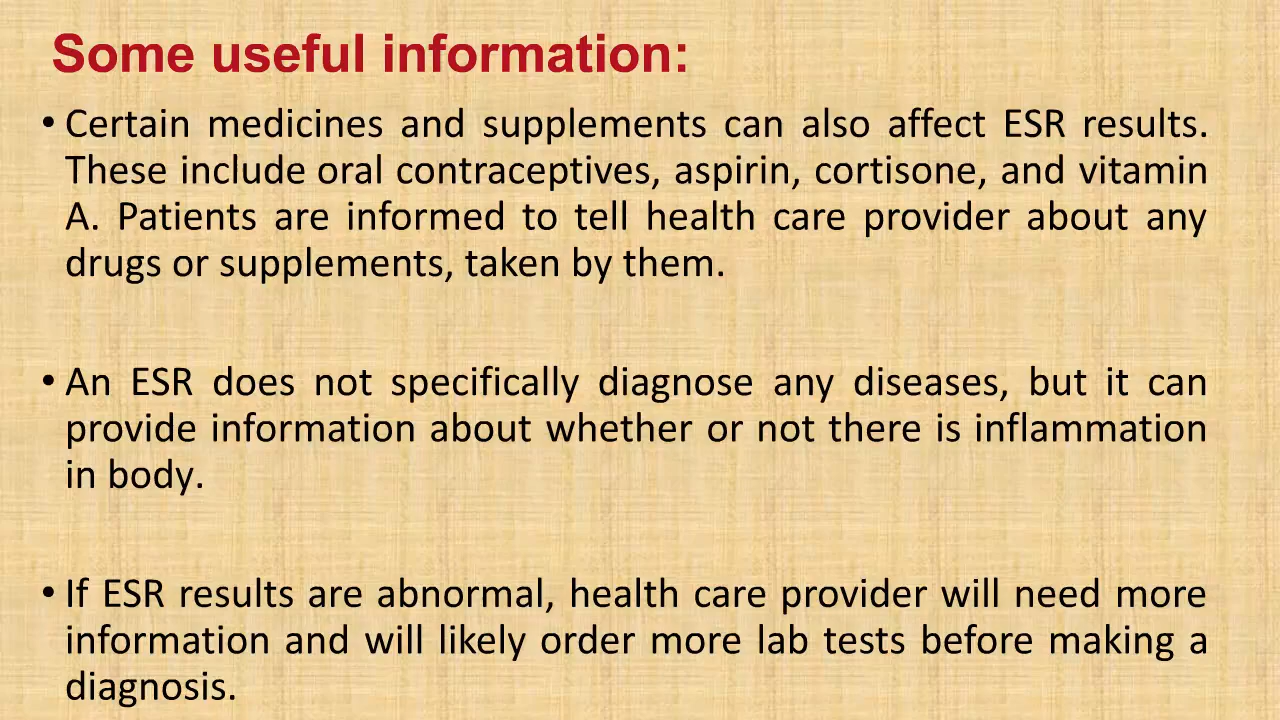 Some useful information:
• Certain medicines and supplements can also affect ESR results.
These include oral contraceptives, aspirin, cortisone, and vitamin
A. Patients are informed to tell health care provider about any
drugs or supplements, taken by them.
• An ESR does not specifically diagnose any diseases, but it can
provide information about whether or not there is inflammation
in body.
• If ESR results are abnormal, health care provider will need more
information and will likely order more lab tests before making a
diagnosis.